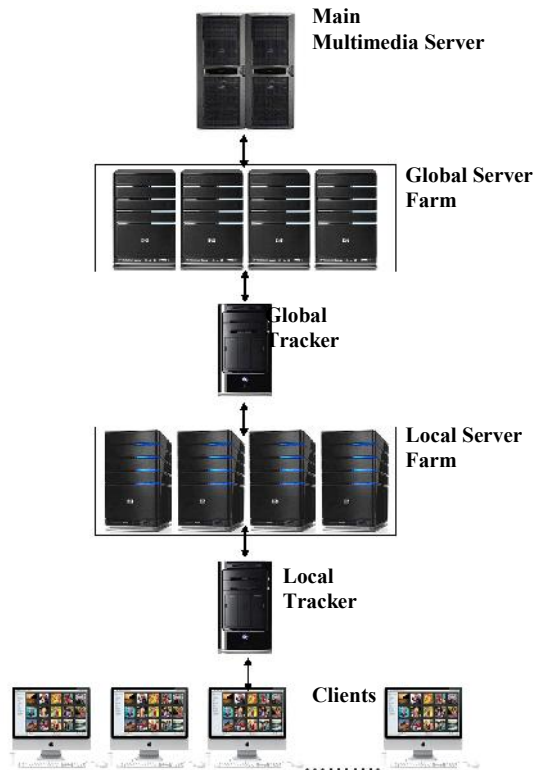 Main
Multimedia Server
Global Server
Farm
Global
Tracker
Local Server
Farm
Local
Tracker
Clients